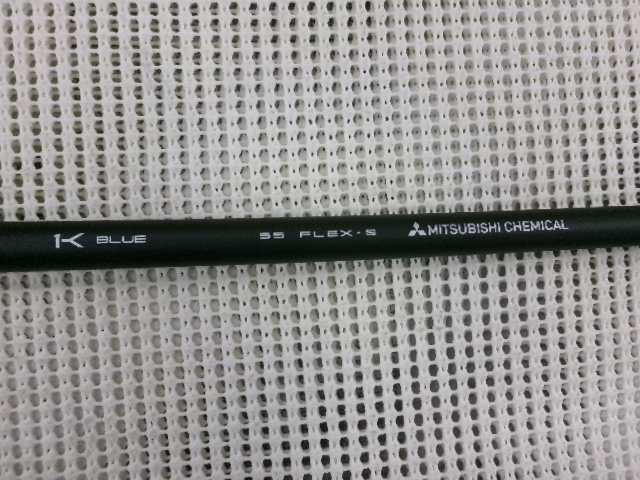 1K BLUE 55 FLEX-S MITSUBISHI CHEMICAL